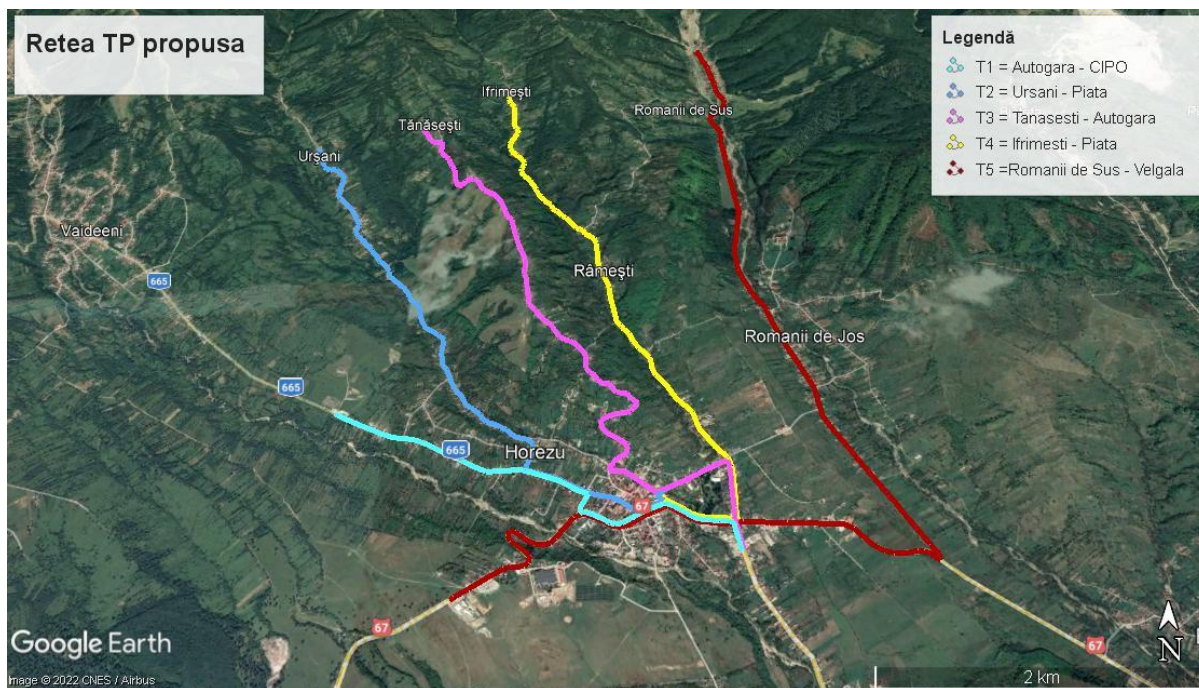 Retea TP propusa
Legendă
T1 = Autogara - CIPO
T2 = Ursani - Piata
T3 = Tanasesti - Autogara
T4 = Ifrimesti - Piata
T5 =Romanii de Sus - Velgala
Ifrimești
Romanii de Sus
Tănăsești
Urșani
Vaideeni
665
Râmești
Romanii de Jos
665
665
Horezu
67
67
67
Google Earth
Image © 2022 CNES / Airbus
N
2 km